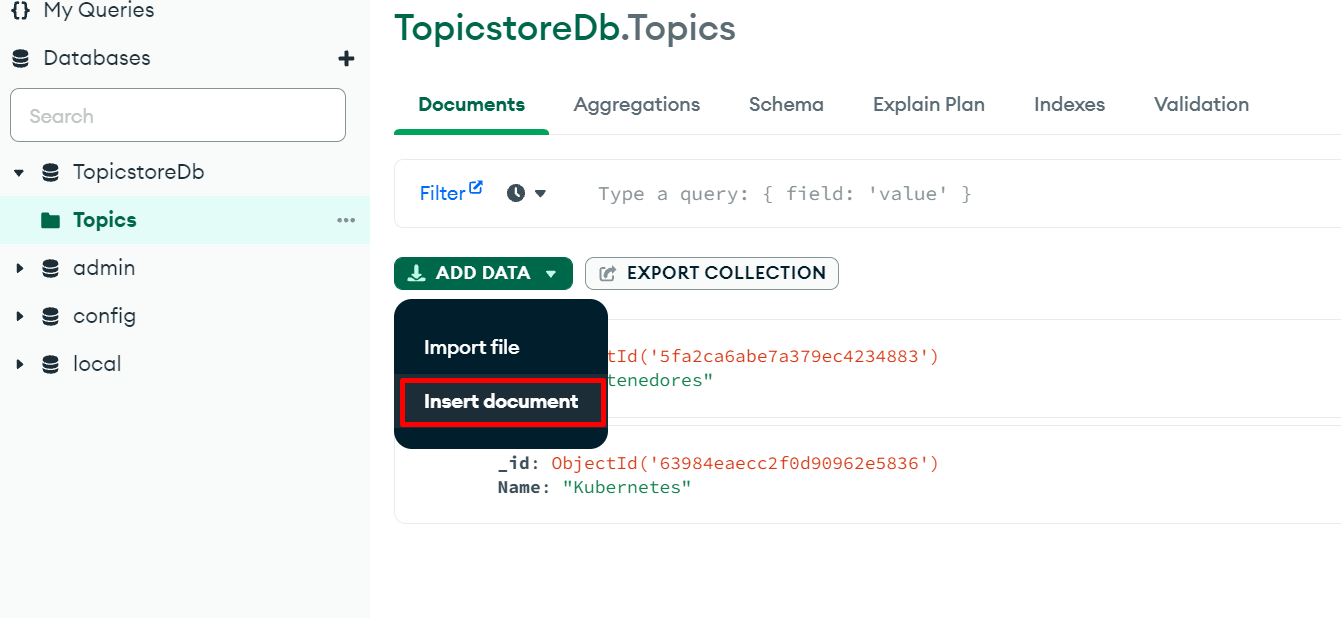 My Queries
Databases
Search
TopicstoreDb
Topics
admin
config
local
TopicstoreDb.Topics
Documents Aggregations Schema Explain Plan Indexes Validation
Filter Type a query: { field: 'value' }
ADD DATA EXPORT COLLECTION
Import file
Insert document
tId('5fa2ca6abe7a379ec4234883')
tenedores"
_id: ObjectId('63984eaecc2f0d90962e5836')
Name: "Kubernetes"